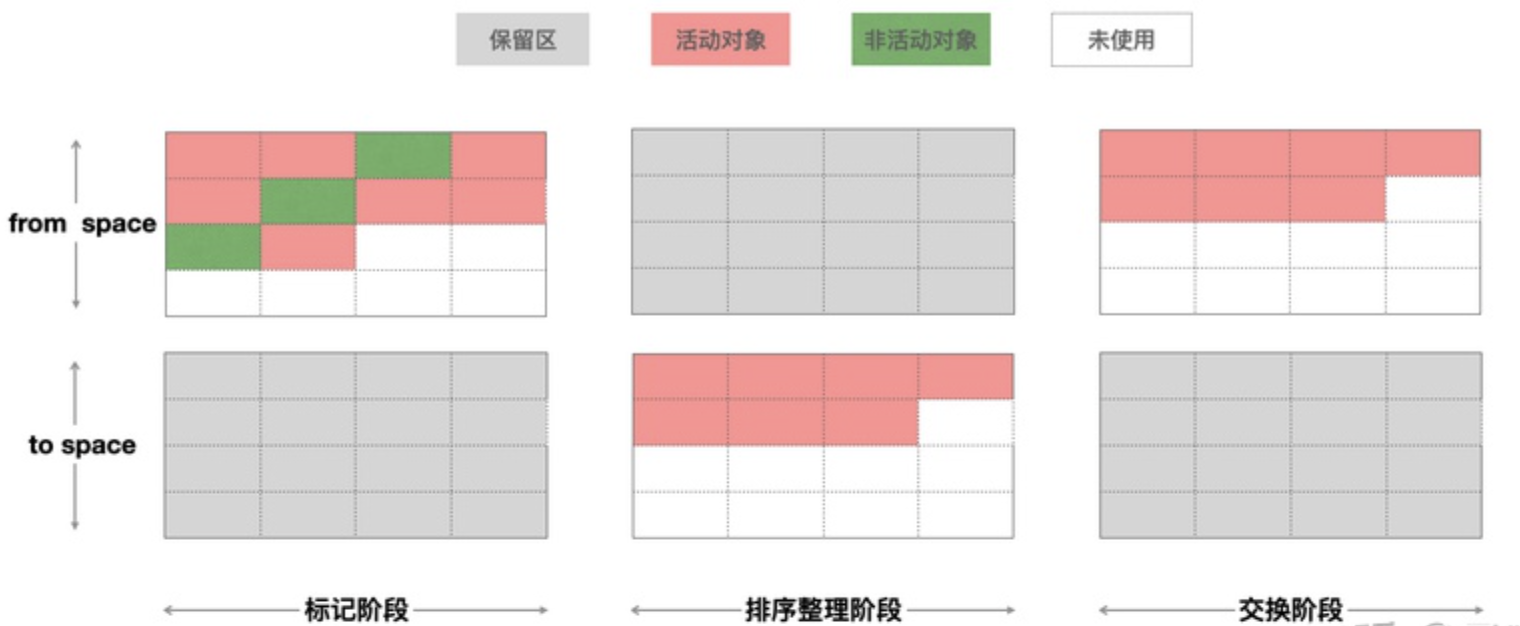 保留区
活动对象
非活动对象
未使用
from space
to space
标记阶段
排序整理阶段
交换阶段